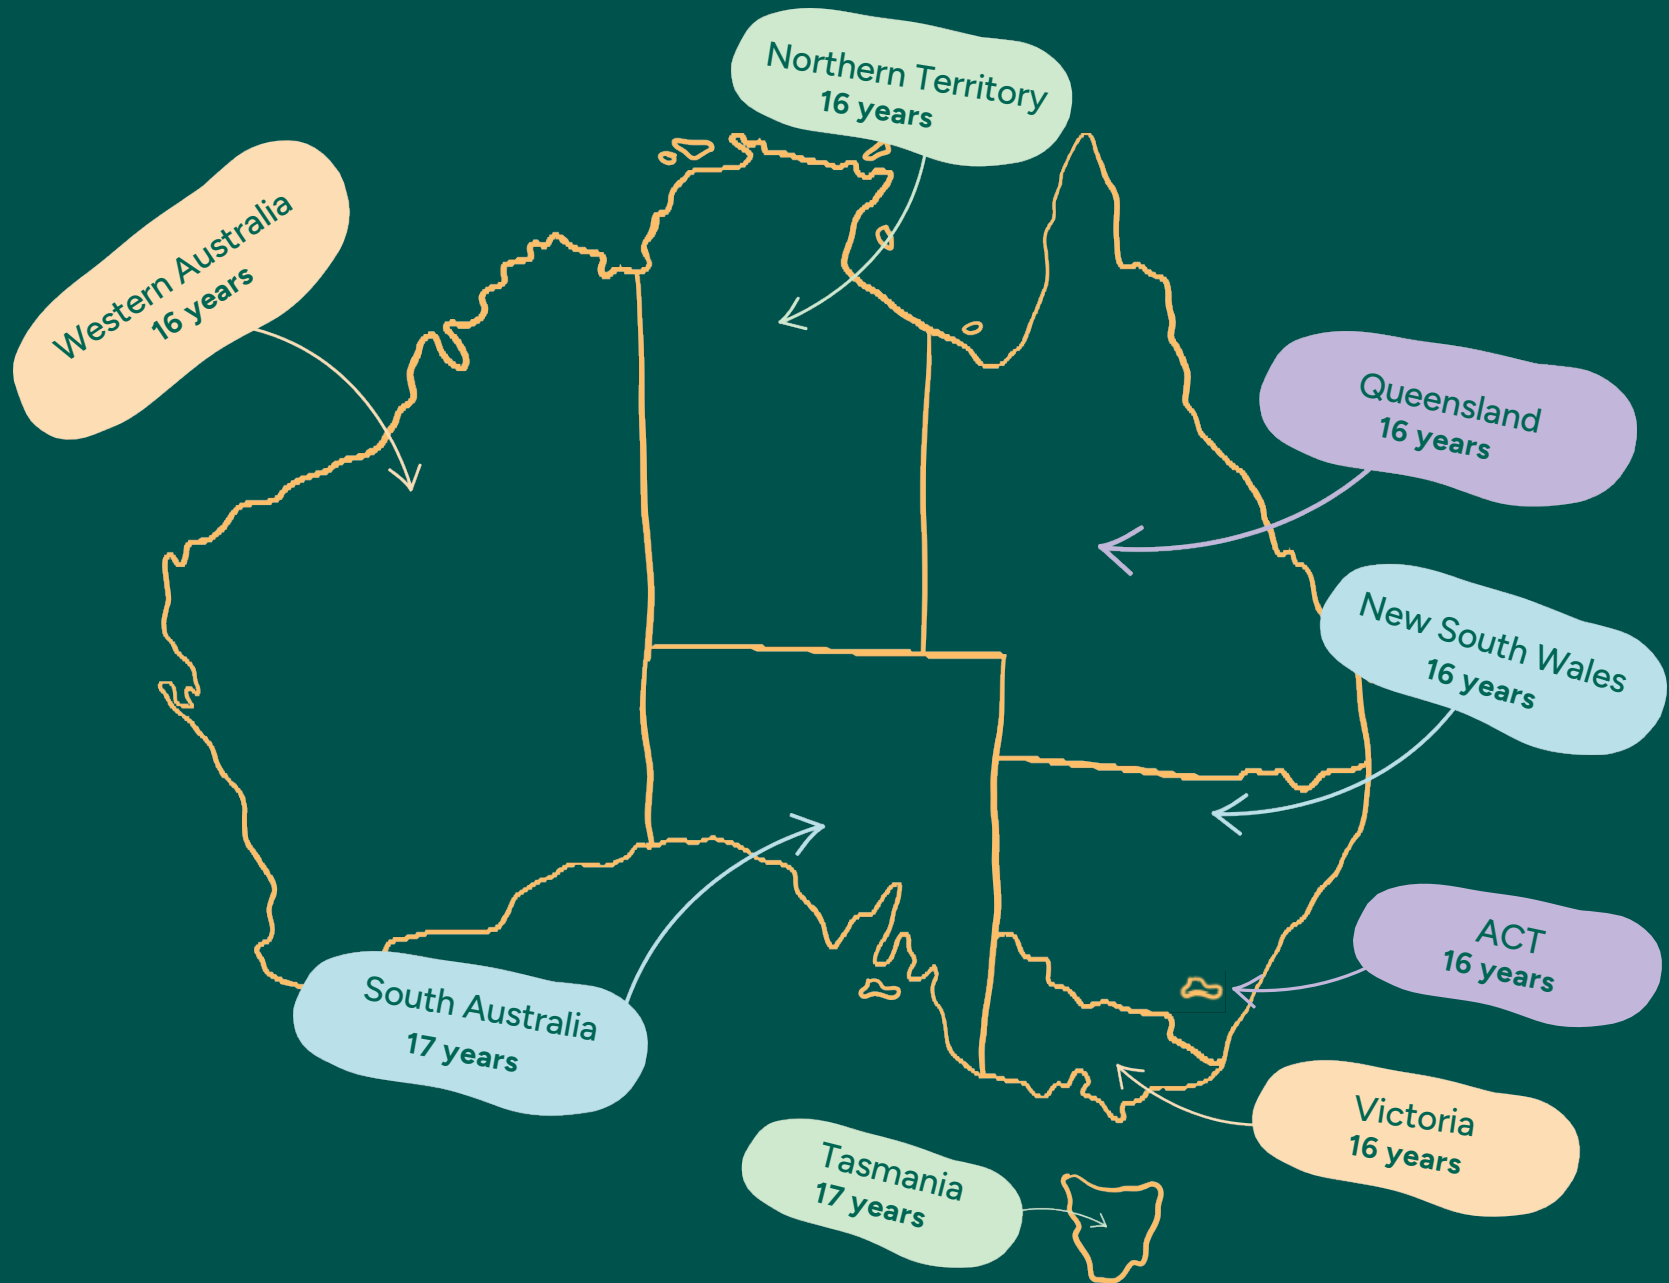 Northern Territory
16 years
Western Australia
16 years
Queensland
16 years
New South Wales
16 years
ACT
16 years
South Australia
17 years
Victoria
16 years
Tasmania
17 years